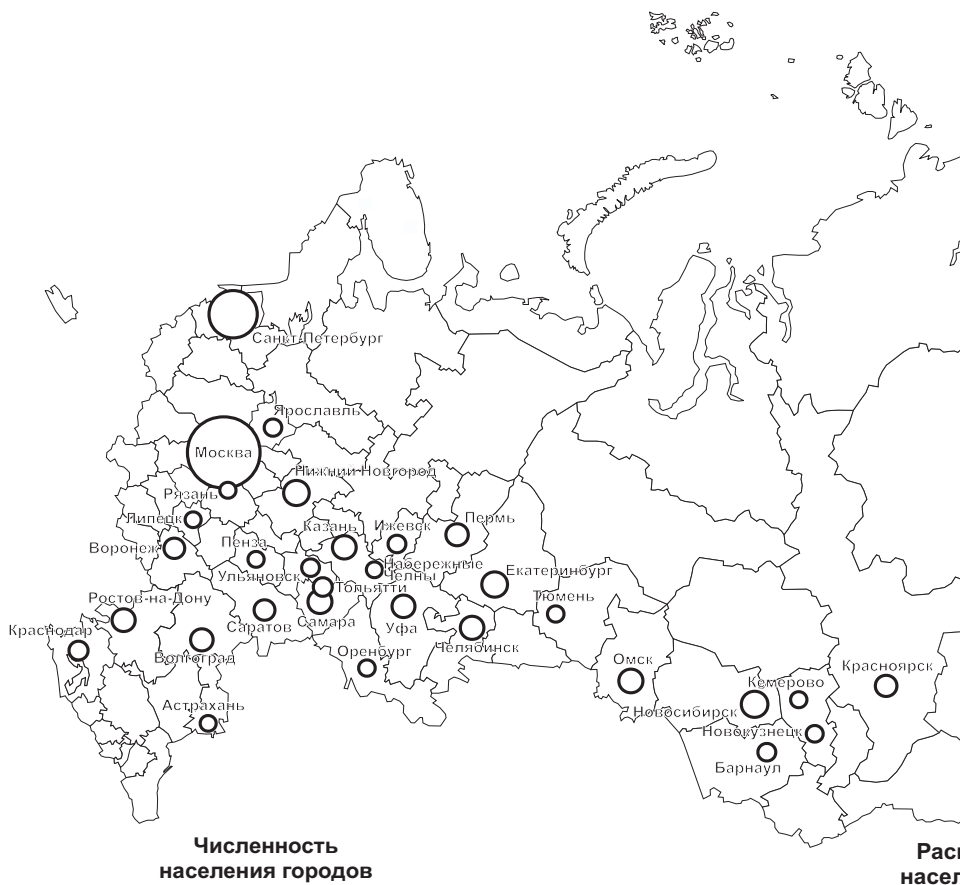 Санкт-Петербург
Ярославль
Москва
Нижний Новгород
Рязань
Липецк
Казань
Ижевск
Пермь
Воронеж
Пенза
Набережные
Челны
Ульяновск
Екатеринбург
Тольятти
Тюмень
Ростов-на-Дону
Саратов
Самара
Уфа
Краснодар
Челябинск
Волгоград
Оренбург
Омск
Красноярск
Кемерово
Астрахань
Новосибирск
Новокузнецк
Барнаул
Численность
населения городов
Расп
насел